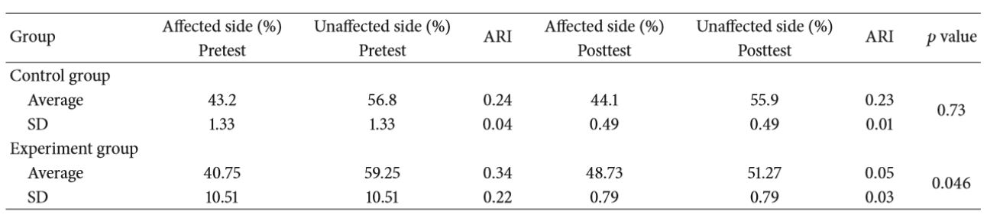 Group Affected side (%) Pretest Unaffected side (%) Pretest ARI Affected side (%) Posttest Unaffected side (%) Posttest ARI p value
Control group
Average 43.2 56.8 0.24 44.1 55.9 0.23 0.73
SD 1.33 1.33 0.04 0.49 0.49 0.01
Experiment group
Average 40.75 59.25 0.34 48.73 51.27 0.05 0.046
SD 10.51 10.51 0.22 0.79 0.79 0.03